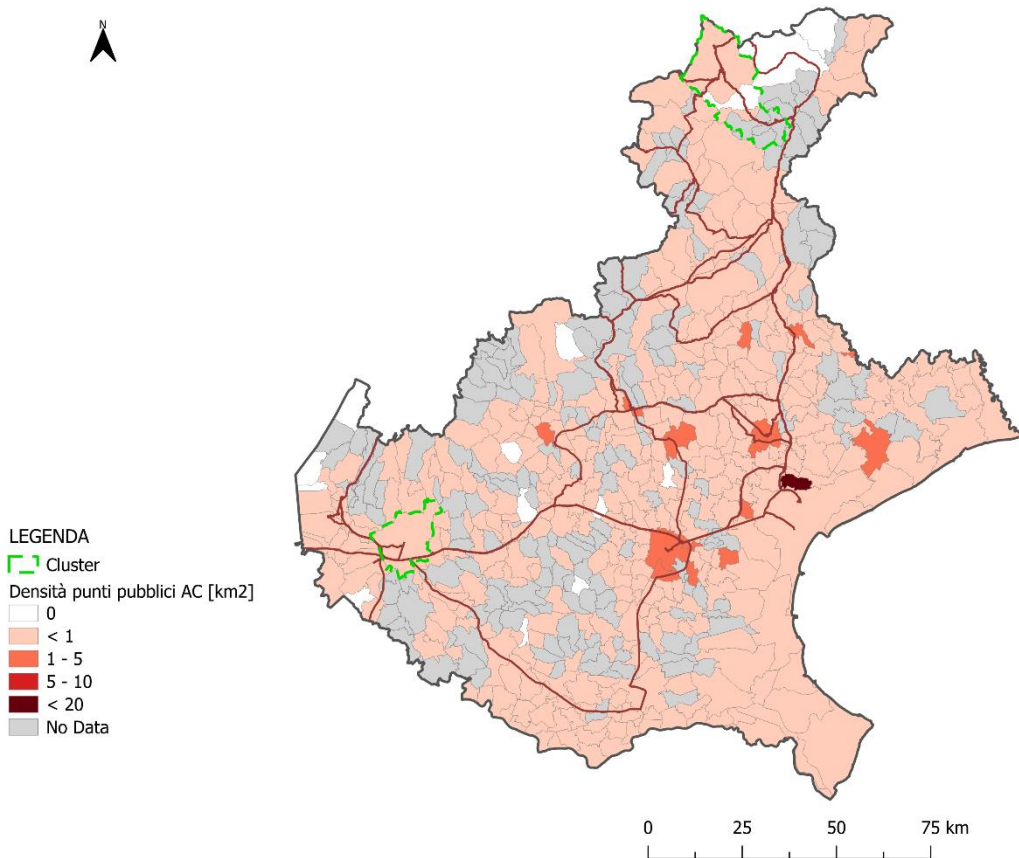 N
LEGENDA
Cluster
Densità punti pubblici AC [km2]
0
< 1
1 - 5
5 - 10
< 20
No Data
0 25 50 75 km